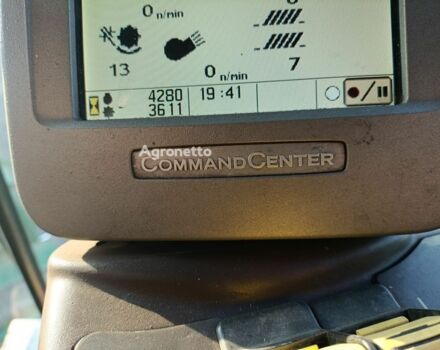 0 n/min
13
0 n/min
7
4280
3611
19:41
Agronetto
COMMANDCENTER